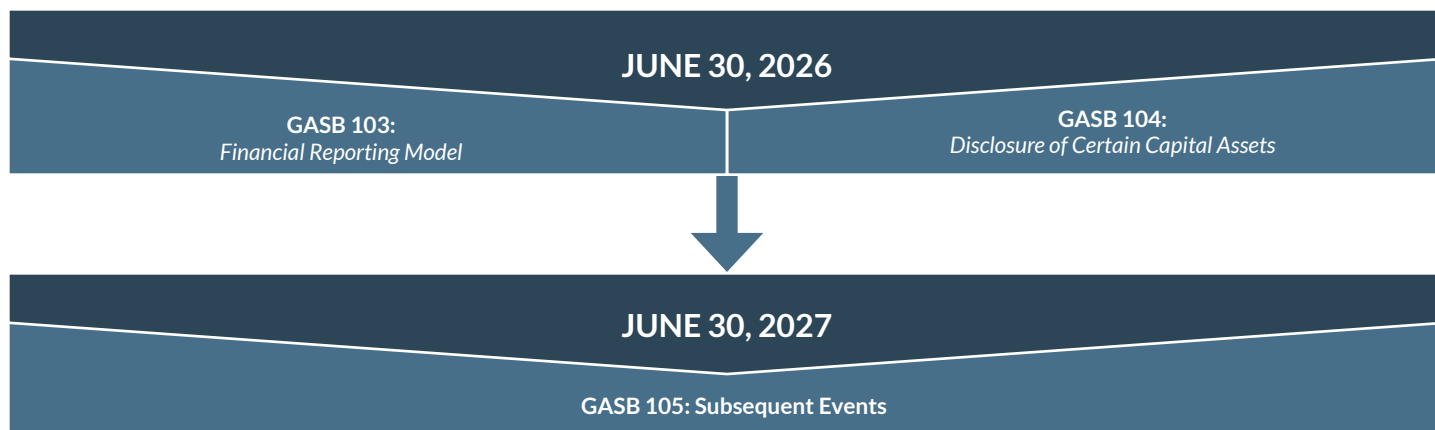 JUNE 30, 2026
GASB 103:
Financial Reporting Model
GASB 104:
Disclosure of Certain Capital Assets
JUNE 30, 2027
GASB 105: Subsequent Events